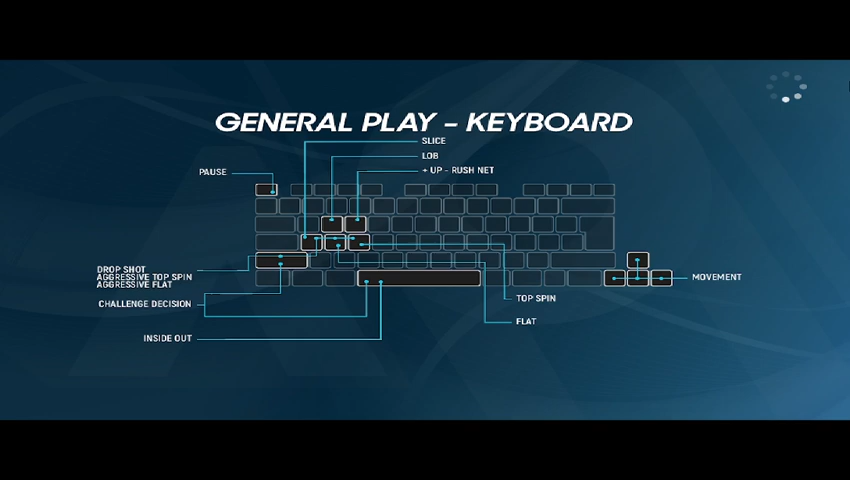 GENERAL PLAY – KEYBOARD
SLICE
LOB
+ UP - RUSH NET
PAUSE
DROP SHOT
AGGRESSIVE TOP SPIN
AGGRESSIVE FLAT
MOVEMENT
CHALLENGE DECISION
TOP SPIN
FLAT
INSIDE OUT